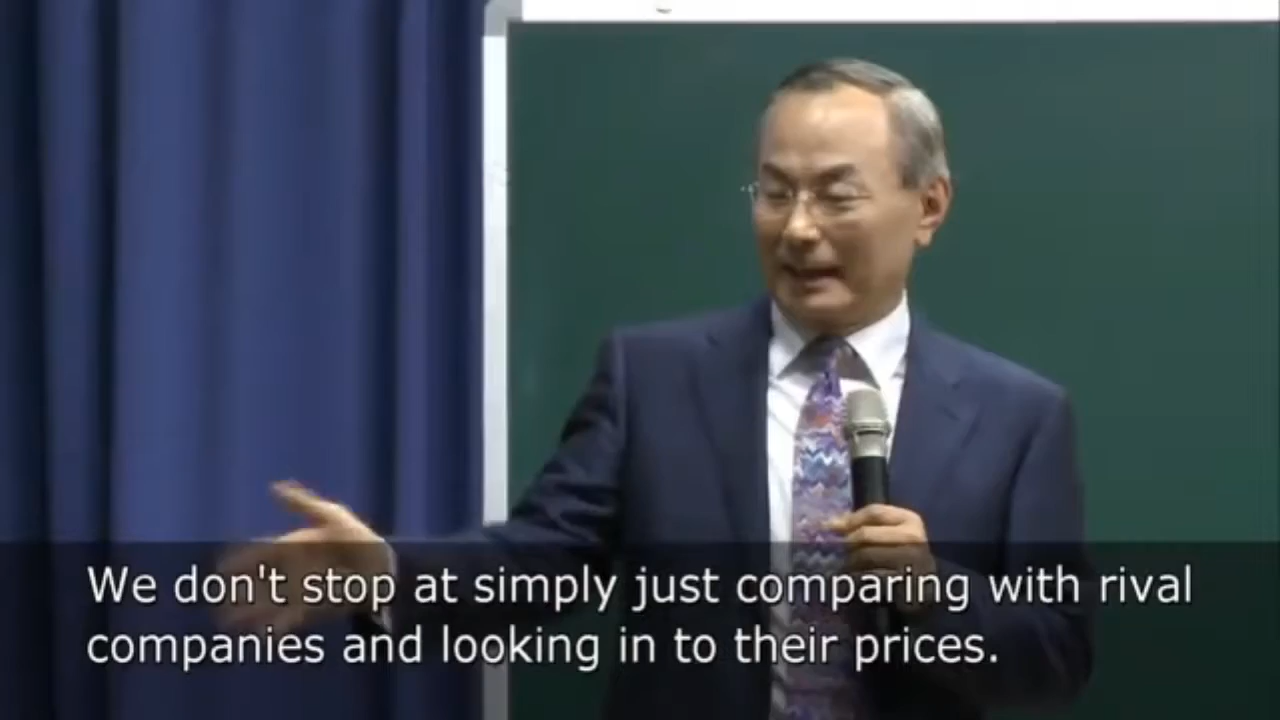 We don't stop at simply just comparing with rival
companies and looking in to their prices.